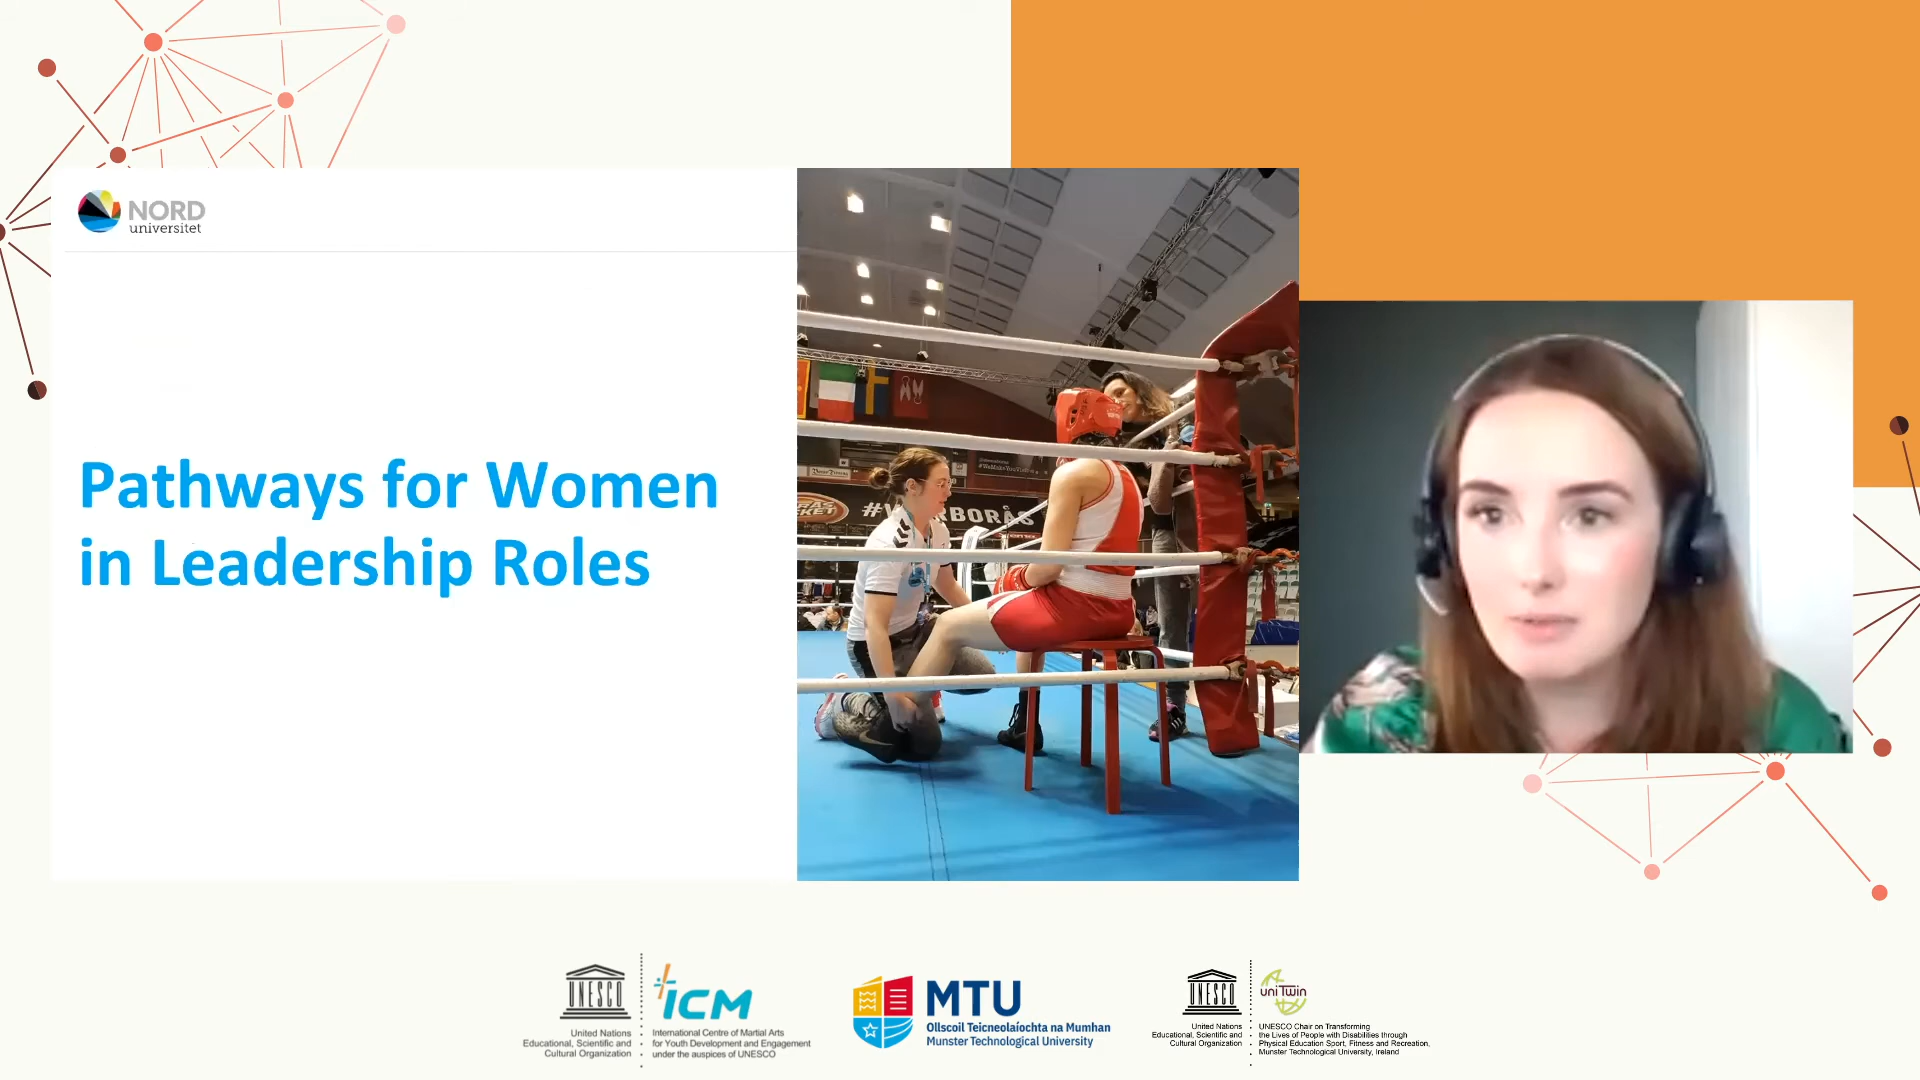 NORD
universitet
Pathways for Women
in Leadership Roles
UNESCO
United Nations
Educational, Scientific and
Cultural Organization
ICM
International Centre of Martial Arts
for Youth Development and Engagement
under the auspices of UNESCO
MTU
Ollscoil Teicneolaíochta na Mumhan
Munster Technological University
UNESCO
United Nations
Educational, Scientific and
Cultural Organization
uniTwin
UNESCO Chair on Transforming
the Lives of People with Disabilities through
Physical Education Sport, Fitness and Recreation,
Munster Technological University, Ireland